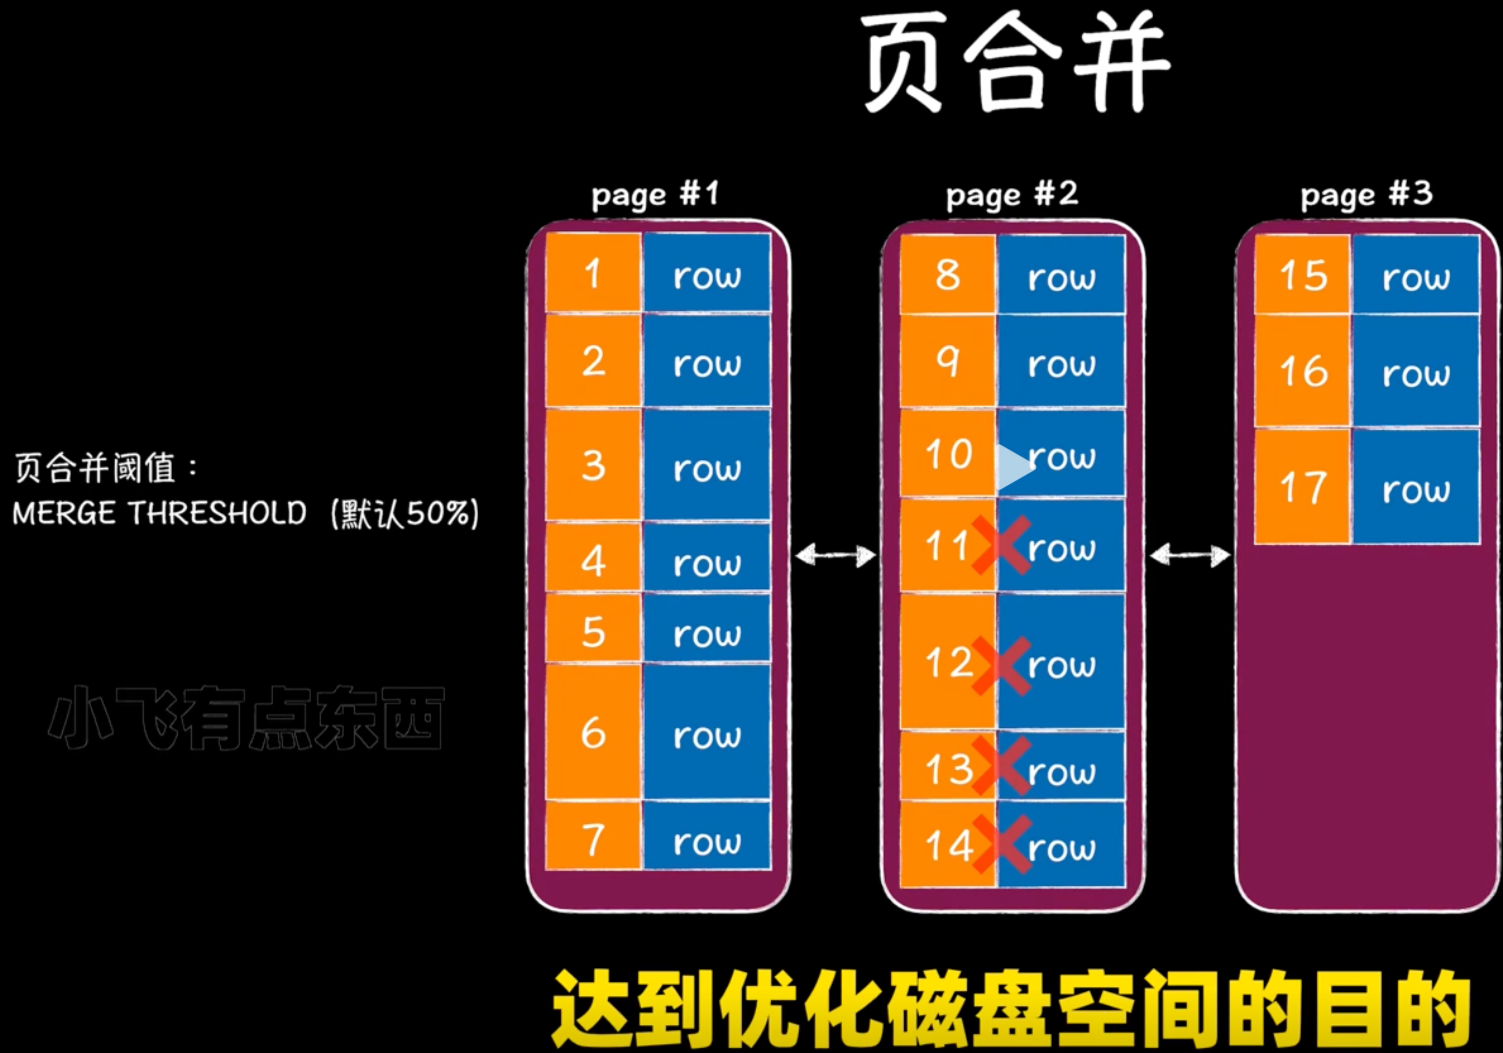 页合并
page #1
page #2
page #3
1 row
2 row
3 row
4 row
5 row
6 row
7 row
8 row
9 row
10 row
11 row
12 row
13 row
14 row
15 row
16 row
17 row
页合并阈值：
MERGE THRESHOLD (默认50%)
小飞有点东西
达到优化磁盘空间的目的